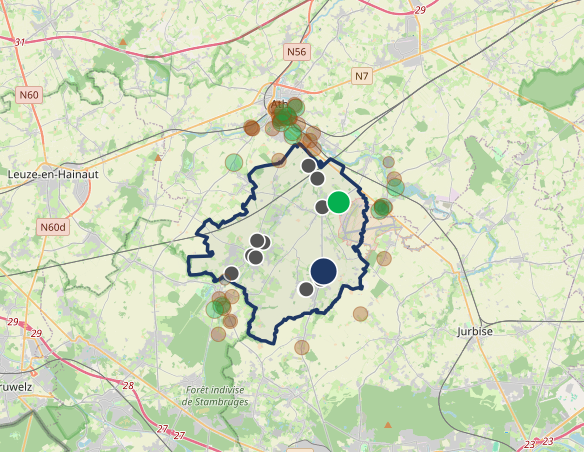 29
31
N56
N7
N60
Ath
Leuze-en-Hainaut
N60d
29
29
Jurbise
ruwelz
28
Forêt indivise
de Stambruges
27
27
23
23